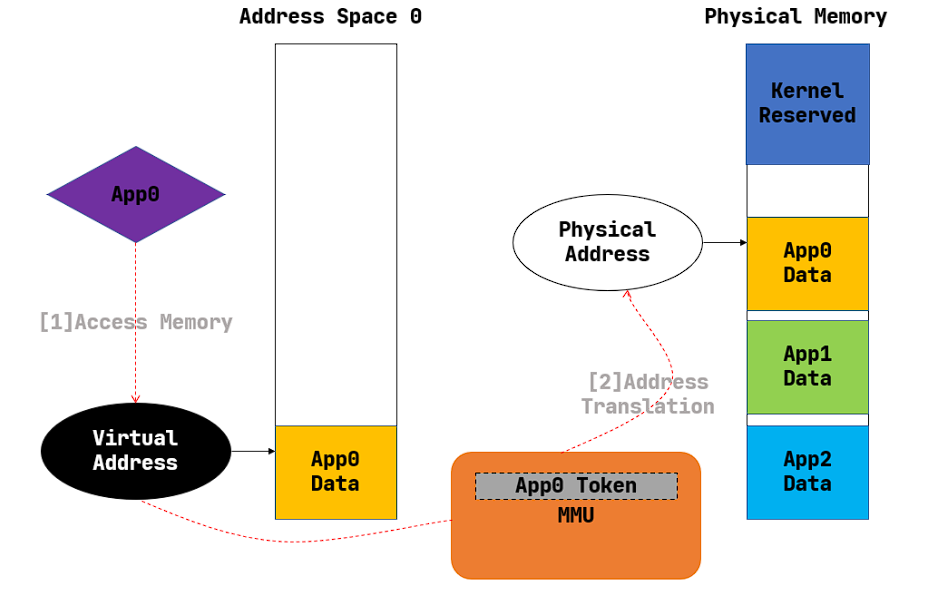 Address Space 0
Physical Memory
Kernel
Reserved
App0
Physical
Address
App0
Data
[1]Access Memory
App1
Data
[2]Address
Translation
Virtual
Address
App0
Data
App0 Token
MMU
App2
Data